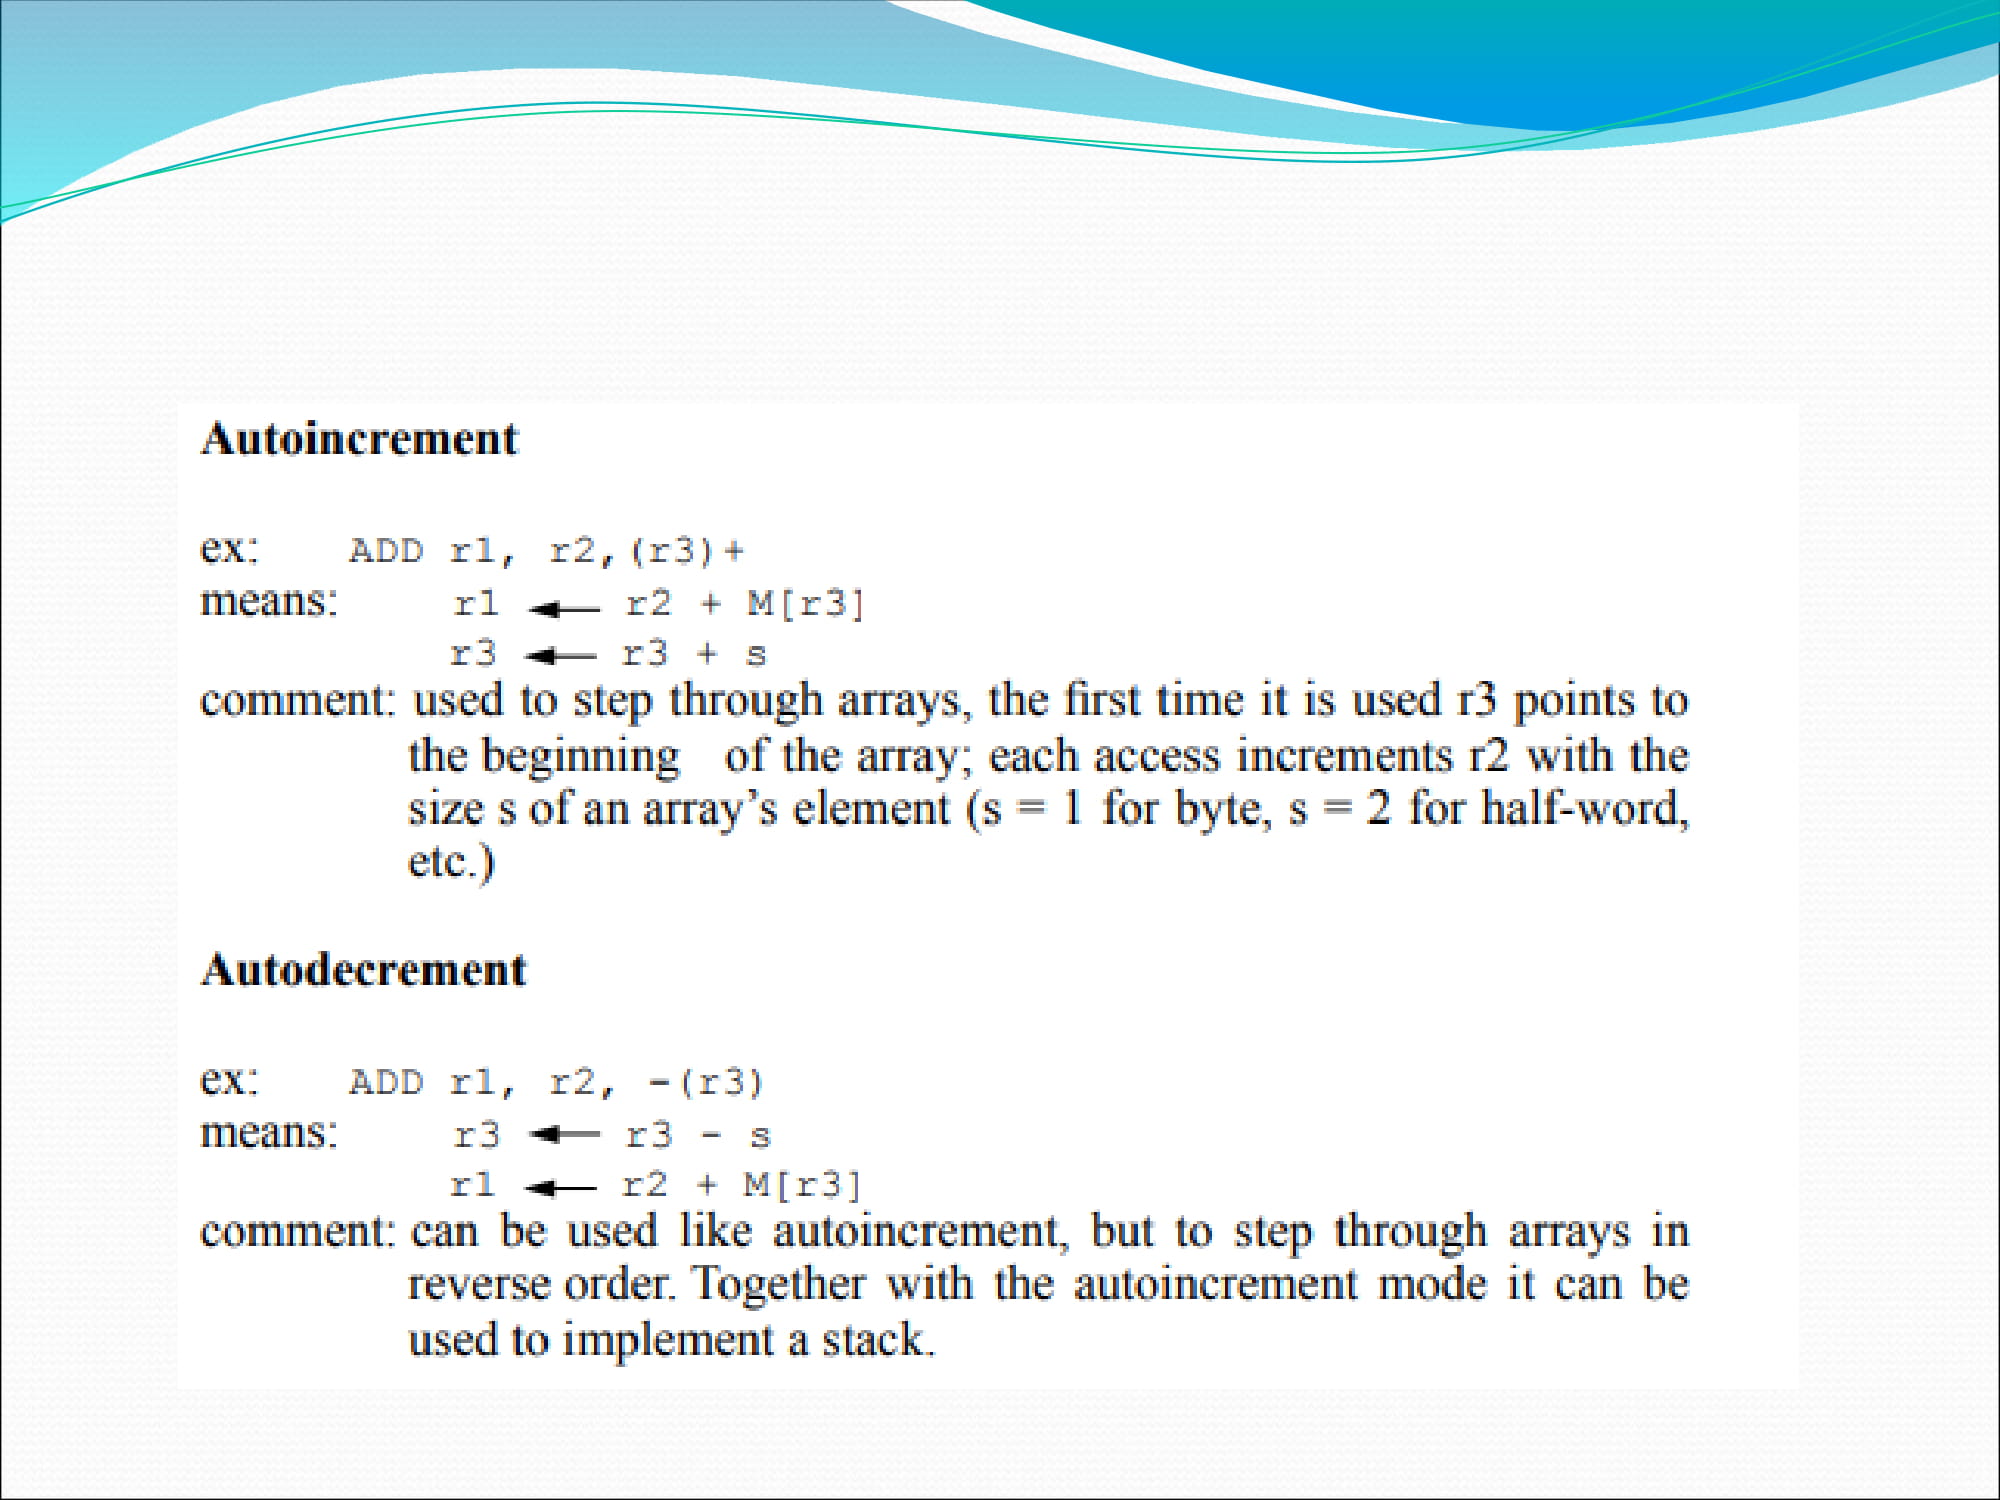 Autoincrement
ex: ADD r1, r2,(r3)+
means: r1 ← r2 + M[r3]
r3 ← r3 + s
comment: used to step through arrays, the first time it is used r3 points to
the beginning of the array; each access increments r2 with the
size s of an array’s element (s = 1 for byte, s = 2 for half-word,
etc.)
Autodecrement
ex: ADD r1, r2, -(r3)
means: r3 ← r3 - s
r1 ← r2 + M[r3]
comment: can be used like autoincrement, but to step through arrays in
reverse order. Together with the autoincrement mode it can be
used to implement a stack.